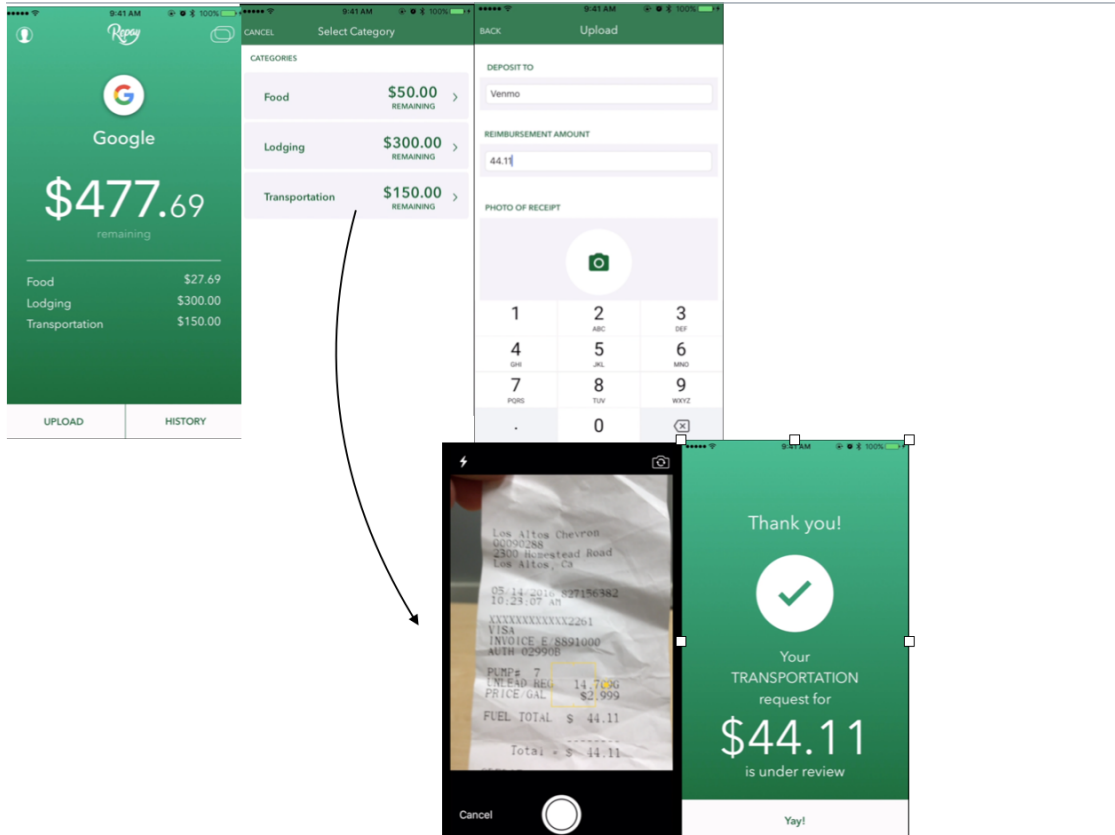 9:41 AM 100%
Repay
Google
$477.69
remaining
Food $27.69
Lodging $300.00
Transportation $150.00
UPLOAD HISTORY
9:41 AM 100%
CANCEL Select Category
CATEGORIES
Food $50.00
REMAINING
Lodging $300.00
REMAINING
Transportation $150.00
REMAINING
9:41 AM 100%
BACK Upload
DEPOSIT TO
Venmo
REIMBURSEMENT AMOUNT
44.11
PHOTO OF RECEIPT
1 2 3
ABC DEF
4 5 6
GHI JKL MNO
7 8 9
PQRS TUV WXYZ
. 0
Los Altos Chevron
00090288
2300 Homestead Road
Los Altos, Ca
05/14/2016 827156382
10:23:07 AM
XXXXXXXXXXXX2261
VISA
INVOICE E/8891000
AUTH 02990B
PUMP# 7
UNLEAD REG 14.709G
PRICE/GAL $2.999
FUEL TOTAL $ 44.11
Total = $ 44.11
Cancel
9:41 AM 100%
Thank you!
Your
TRANSPORTATION
request for
$44.11
is under review
Yay!